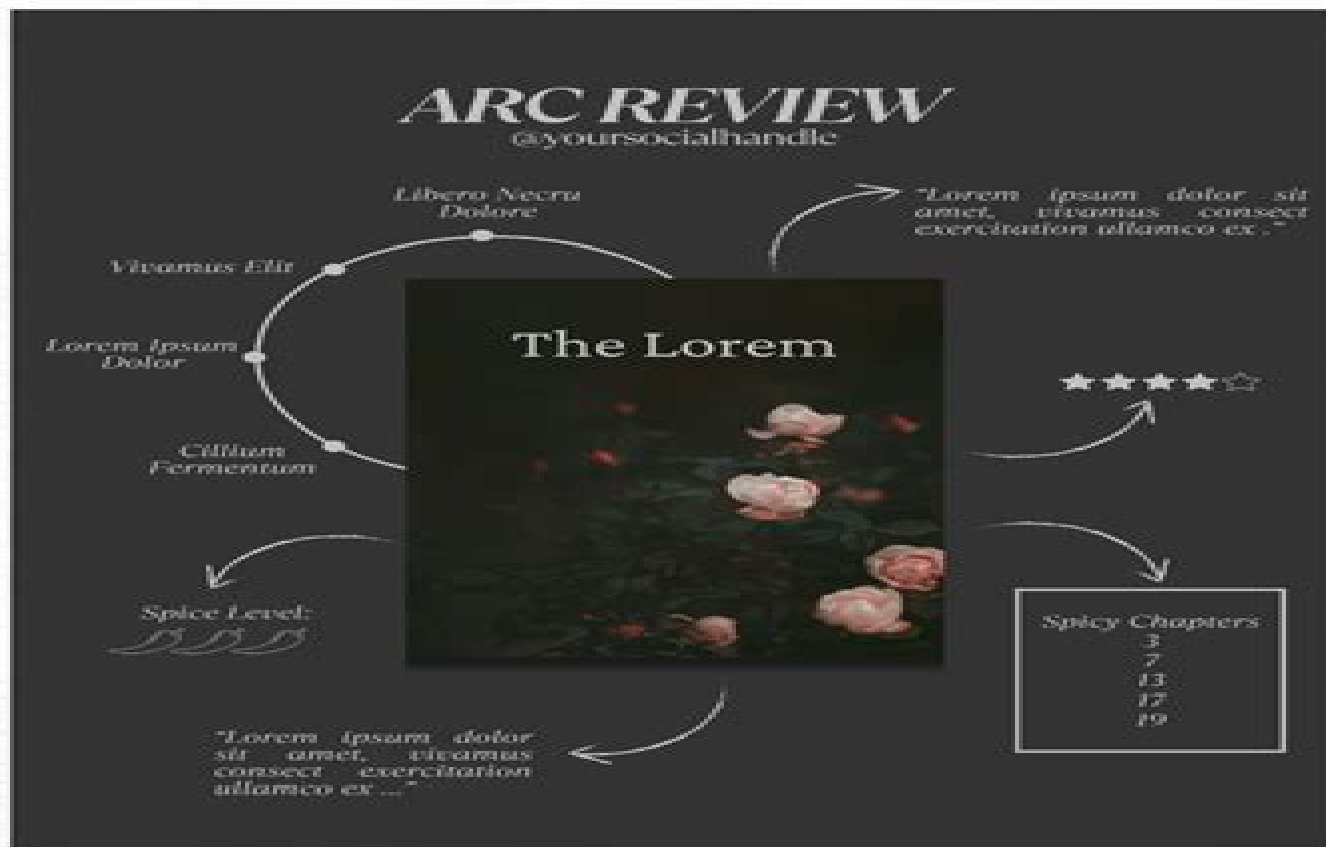 ARC REVIEW
@yoursocialhandle
Libero Necru
Dolore
Vivamus Elit
Lorem Ipsum
Dolor
Cillium
Fermentum
"Lorem ipsum dolor sit
amet, vivamus consect
exercitation ullamco ex ."
The Lorem
Spice Level:
Spicy Chapters
3
7
13
17
19
"Lorem ipsum dolor
sit amet, vivamus
consect exercitation
ullamco ex ..."